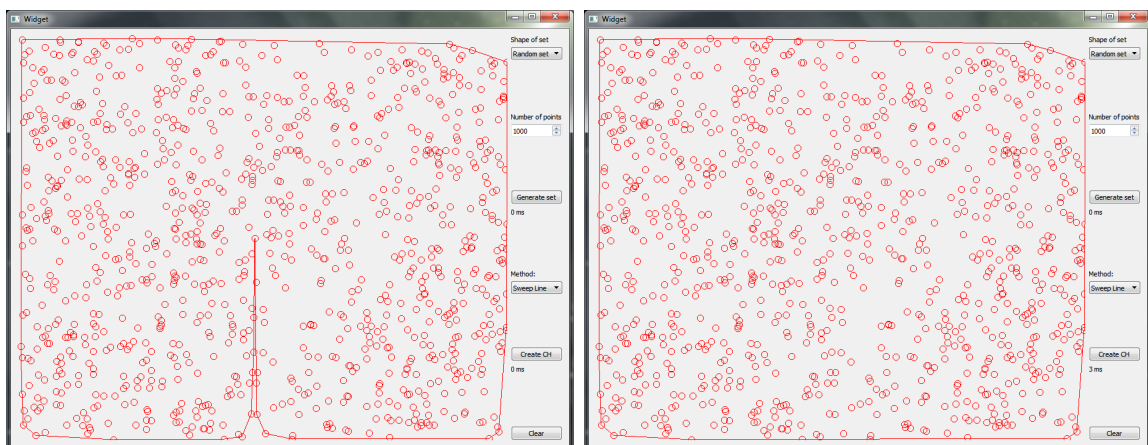 Widget
Shape of set
Random set
Number of points
1000
Generate set
0 ms
Method:
Sweep Line
Create CH
0 ms
Clear
Widget
Shape of set
Random set
Number of points
1000
Generate set
0 ms
Method:
Sweep Line
Create CH
3 ms
Clear